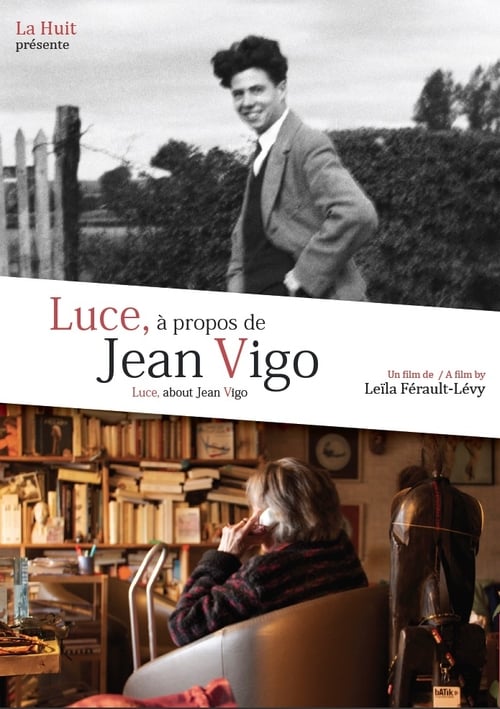 La Huit
présente
Luce, à propos de
Jean Vigo
Luce, about Jean Vigo
Un film de / A film by
Leïla Férault-Lévy
bATik